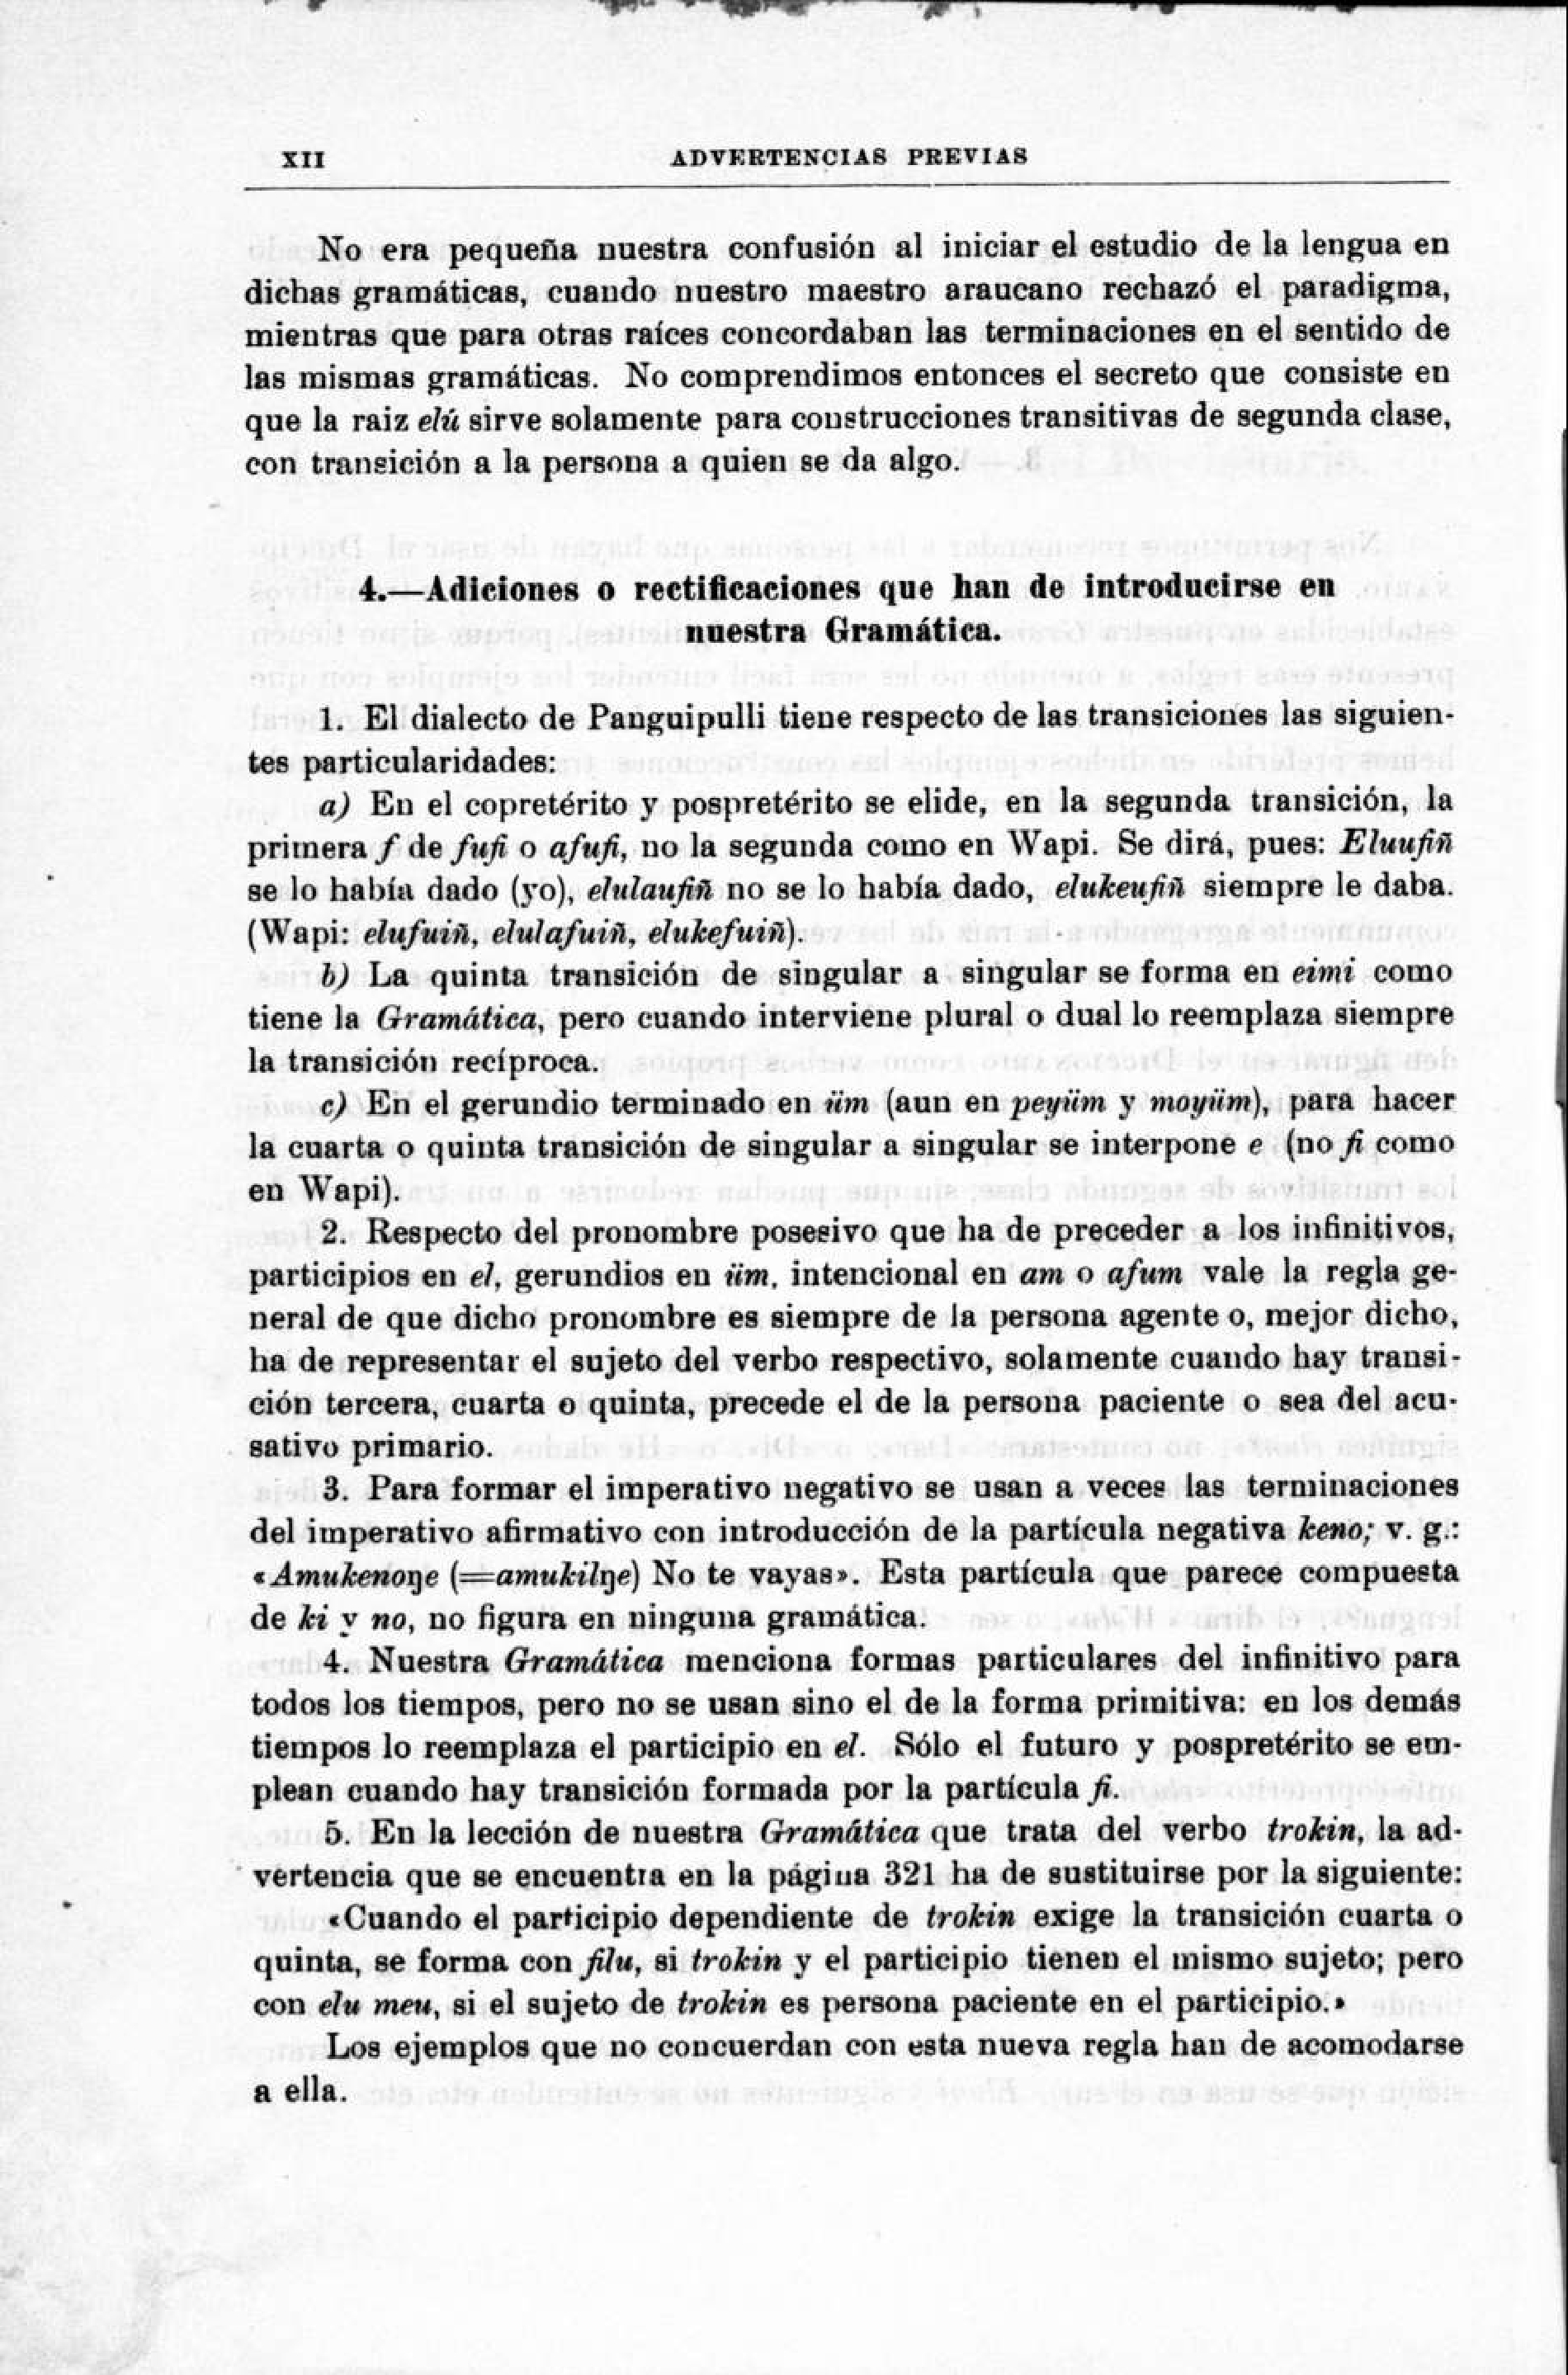 XII ADVERTENCIAS PREVIAS
No era pequeña nuestra confusión al iniciar el estudio de la lengua en
dichas gramáticas, cuando nuestro maestro araucano rechazó el paradigma,
mientras que para otras raíces concordaban las terminaciones en el sentido de
las mismas gramáticas. No comprendimos entonces el secreto que consiste en
que la raiz elú sirve solamente para construcciones transitivas de segunda clase,
con transición a la persona a quien se da algo.
4.—Adiciones o rectificaciones que han de introducirse en
nuestra Gramática.
1. El dialecto de Panguipulli tiene respecto de las transiciones las siguien-
tes particularidades:
a) En el copretérito y pospretérito se elide, en la segunda transición, la
primera f de fufi o afufi, no la segunda como en Wapi. Se dirá, pues: Eluufiñ
se lo había dado (yo), elulaufiñ no se lo había dado, elukeufiñ siempre le daba.
(Wapi: elufuiñ, elulafuiñ, elukefuiñ).
b) La quinta transición de singular a singular se forma en eimi como
tiene la Gramática, pero cuando interviene plural o dual lo reemplaza siempre
la transición recíproca.
c) En el gerundio terminado en üm (aun en peyüm y moyüm), para hacer
la cuarta o quinta transición de singular a singular se interpone e (no fi como
en Wapi).
2. Respecto del pronombre posesivo que ha de preceder a los infinitivos,
participios en el, gerundios en üm, intencional en am o afum vale la regla ge-
neral de que dicho pronombre es siempre de la persona agente o, mejor dicho,
ha de representar el sujeto del verbo respectivo, solamente cuando hay transi-
ción tercera, cuarta o quinta, precede el de la persona paciente o sea del acu-
sativo primario.
3. Para formar el imperativo negativo se usan a veces las terminaciones
del imperativo afirmativo con introducción de la partícula negativa keno; v. g.:
«Amukenoŋe (=amukilŋe) No te vayas». Esta partícula que parece compuesta
de ki y no, no figura en ninguna gramática.
4. Nuestra Gramática menciona formas particulares del infinitivo para
todos los tiempos, pero no se usan sino el de la forma primitiva: en los demás
tiempos lo reemplaza el participio en el. Sólo el futuro y pospretérito se em-
plean cuando hay transición formada por la partícula fi.
5. En la lección de nuestra Gramática que trata del verbo trokin, la ad-
vertencia que se encuentra en la página 321 ha de sustituirse por la siguiente:
«Cuando el participio dependiente de trokin exige la transición cuarta o
quinta, se forma con filu, si trokin y el participio tienen el mismo sujeto; pero
con elu meu, si el sujeto de trokin es persona paciente en el participio.»
Los ejemplos que no concuerdan con esta nueva regla han de acomodarse
a ella.